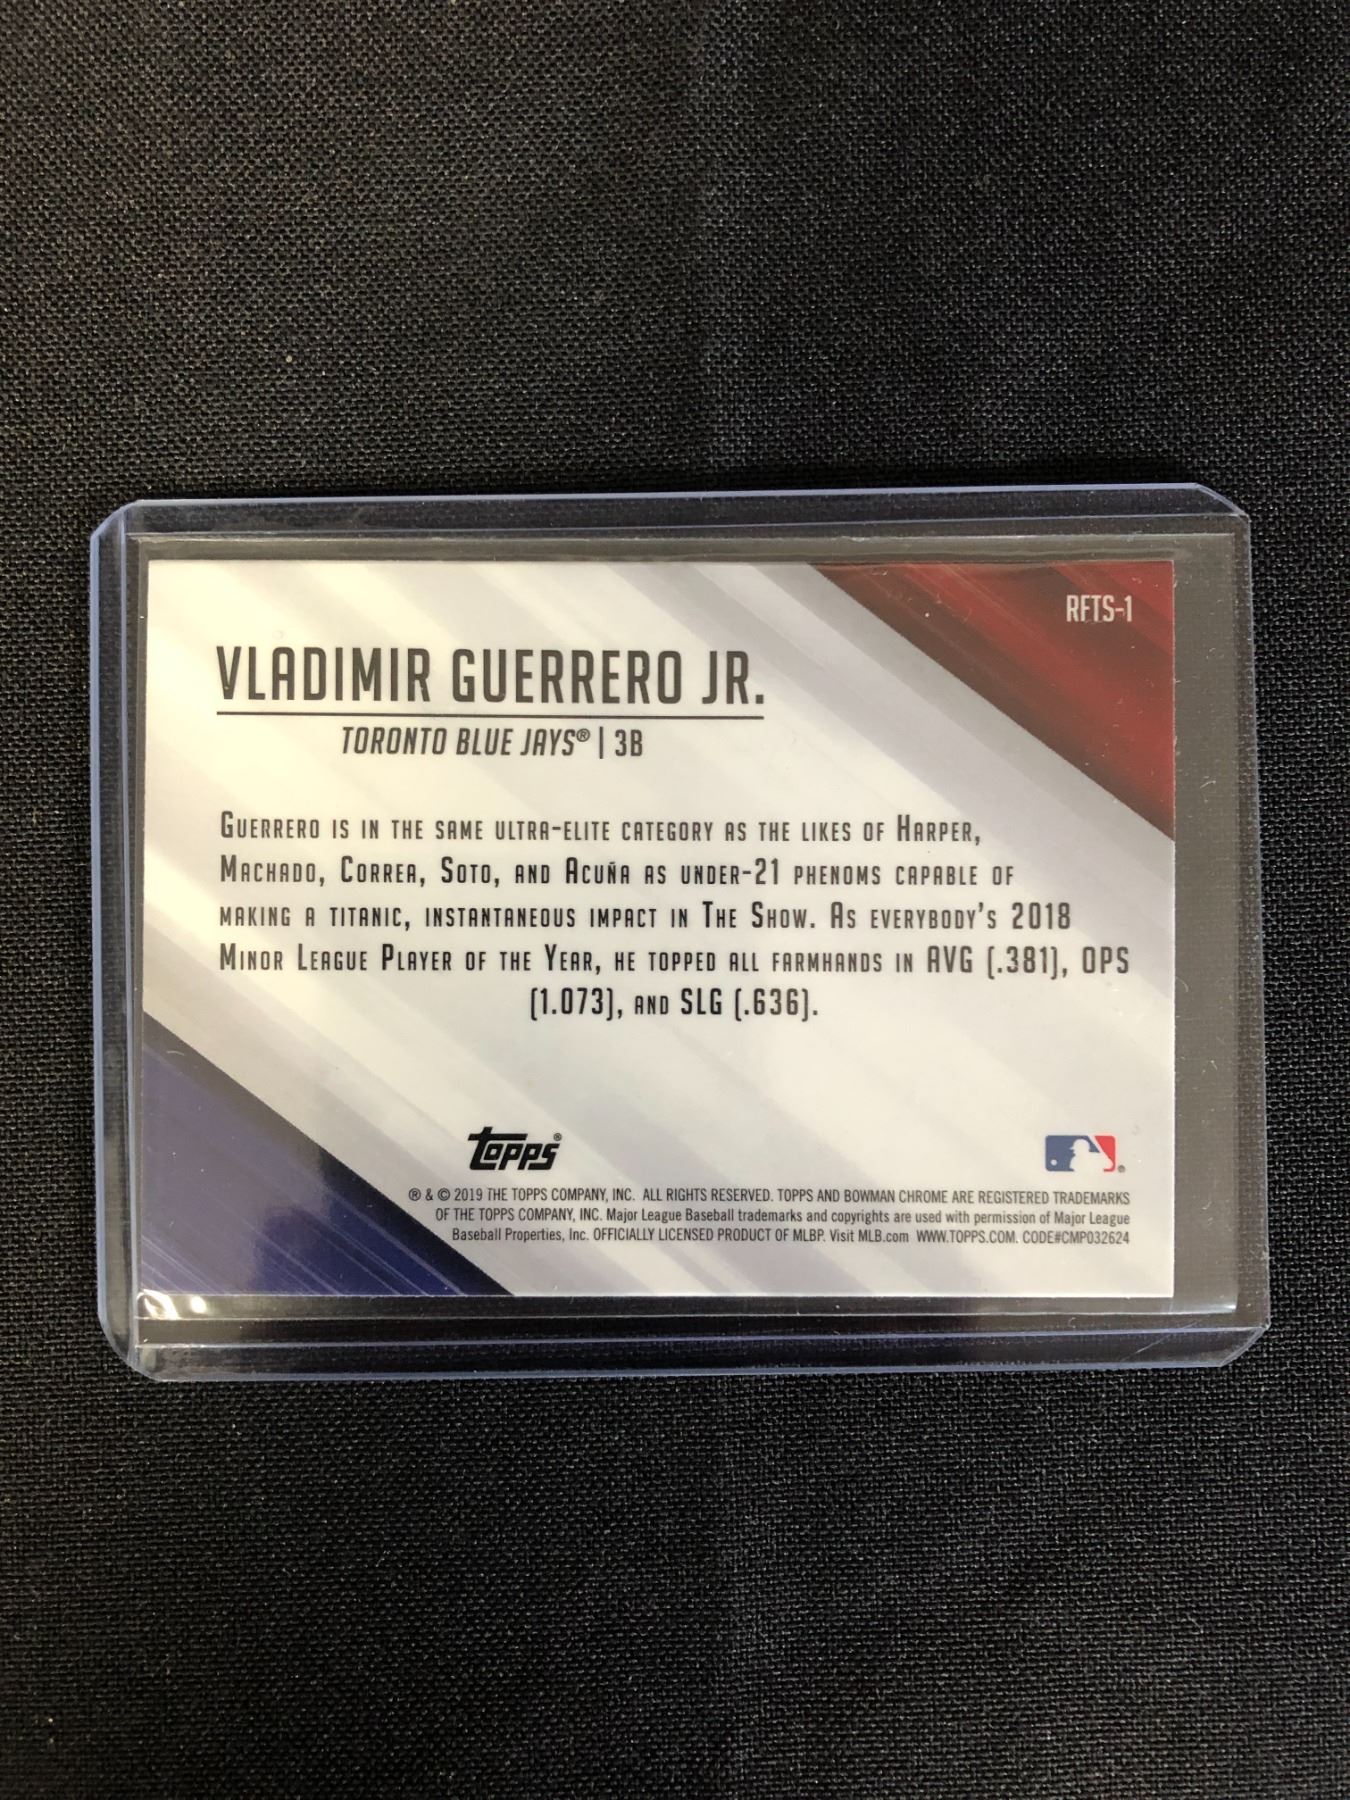 RFTS-1
VLADIMIR GUERRERO JR.
TORONTO BLUE JAYS® | 3B
Guerrero is in the same ultra-elite category as the likes of Harper,
Machado, Correa, Soto, and Acuña as under-21 phenoms capable of
making a titanic, instantaneous impact in The Show. As everybody's 2018
Minor League Player of the Year, he topped all farmhands in AVG (.381), OPS
(1.073), and SLG (.636).
Topps®
® & © 2019 THE TOPPS COMPANY, INC. ALL RIGHTS RESERVED. TOPPS AND BOWMAN CHROME ARE REGISTERED TRADEMARKS
OF THE TOPPS COMPANY, INC. Major League Baseball trademarks and copyrights are used with permission of Major League
Baseball Properties, Inc. OFFICIALLY LICENSED PRODUCT OF MLBP. Visit MLB.com WWW.TOPPS.COM. CODE#CMP032624